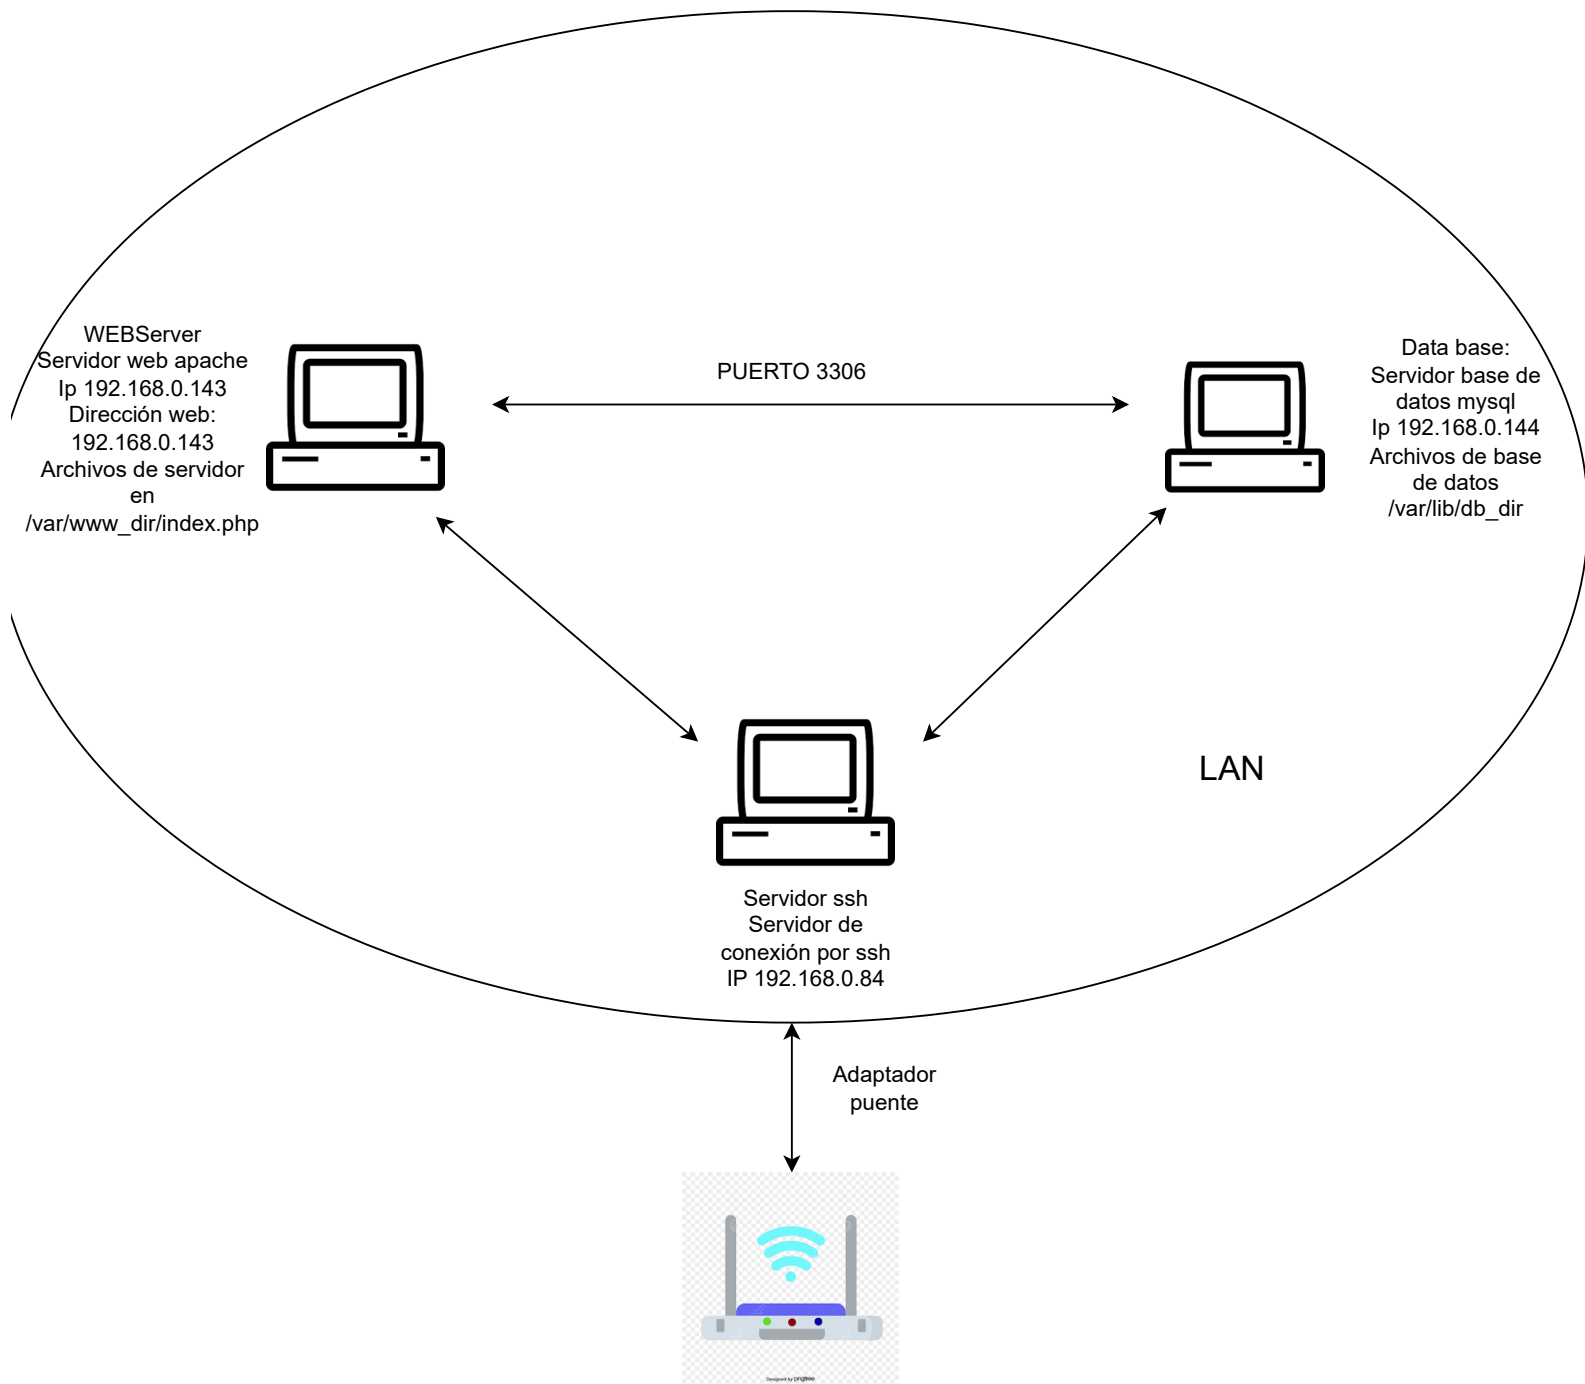 WEBServer
Servidor web apache
Ip 192.168.0.143
Dirección web:
192.168.0.143
Archivos de servidor
en
/var/www_dir/index.php
PUERTO 3306
Data base:
Servidor base de
datos mysql
Ip 192.168.0.144
Archivos de base
de datos
/var/lib/db_dir
LAN
Servidor ssh
Servidor de
conexión por ssh
IP 192.168.0.84
Adaptador
puente
Designed by pngtree